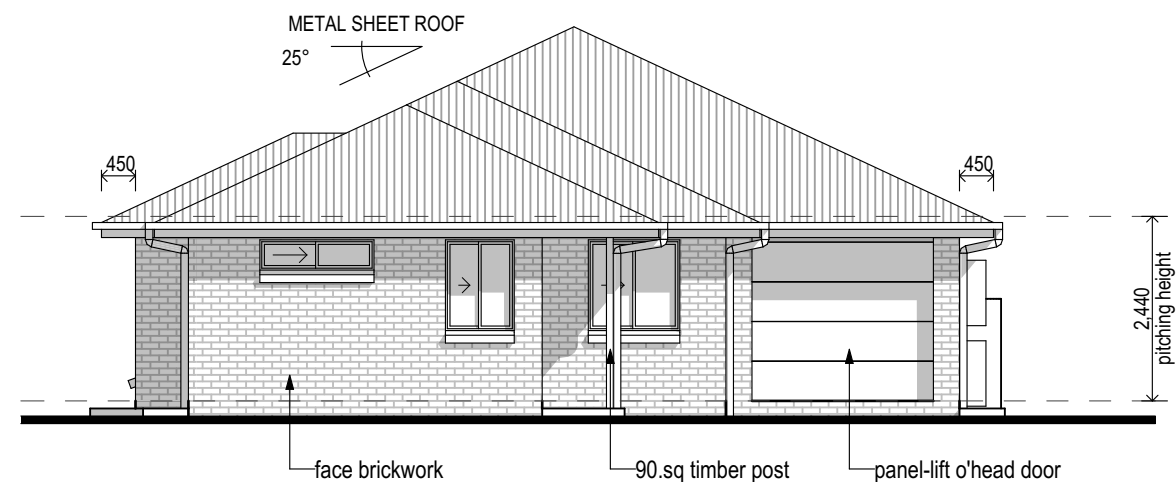 METAL SHEET ROOF
25°
450
450
2,440
pitching height
face brickwork
90.sq timber post
panel-lift o'head door